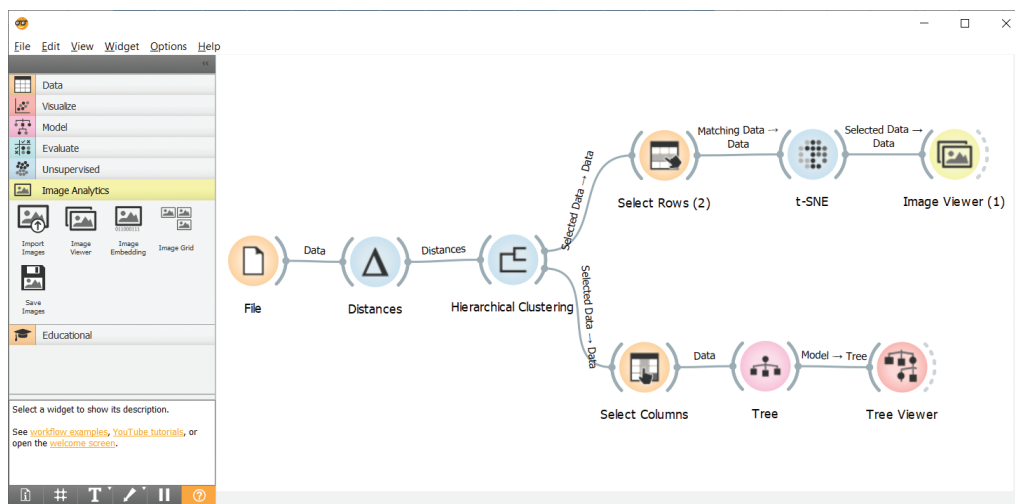 File Edit View Widget Options Help
Data
Visualize
Model
Evaluate
Unsupervised
Image Analytics
Import
Images
Image
Viewer
Image
Embedding
Image Grid
Save
Images
Educational
Select a widget to show its description.
See workflow examples, YouTube tutorials, or
open the welcome screen.
File
Data
Distances
Distances
Hierarchical Clustering
Selected Data → Data
Select Rows (2)
Matching Data →
Data
t-SNE
Selected Data →
Data
Image Viewer (1)
Selected Data → Data
Select Columns
Data
Tree
Model → Tree
Tree Viewer